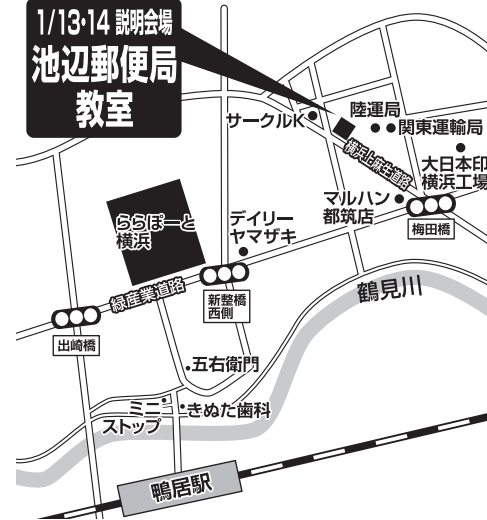 1/13・14 説明会場
池辺郵便局
教室
サークルK
陸運局
関東運輸局
横浜上麻生道路
大日本印
横浜工場
マルハン
都筑店
梅田橋
ららぽーと
横浜
デイリー
ヤマザキ
緑産業道路
新整橋
西側
鶴見川
出崎橋
五右衛門
ミニ
ストップ
きぬた歯科
鴨居駅